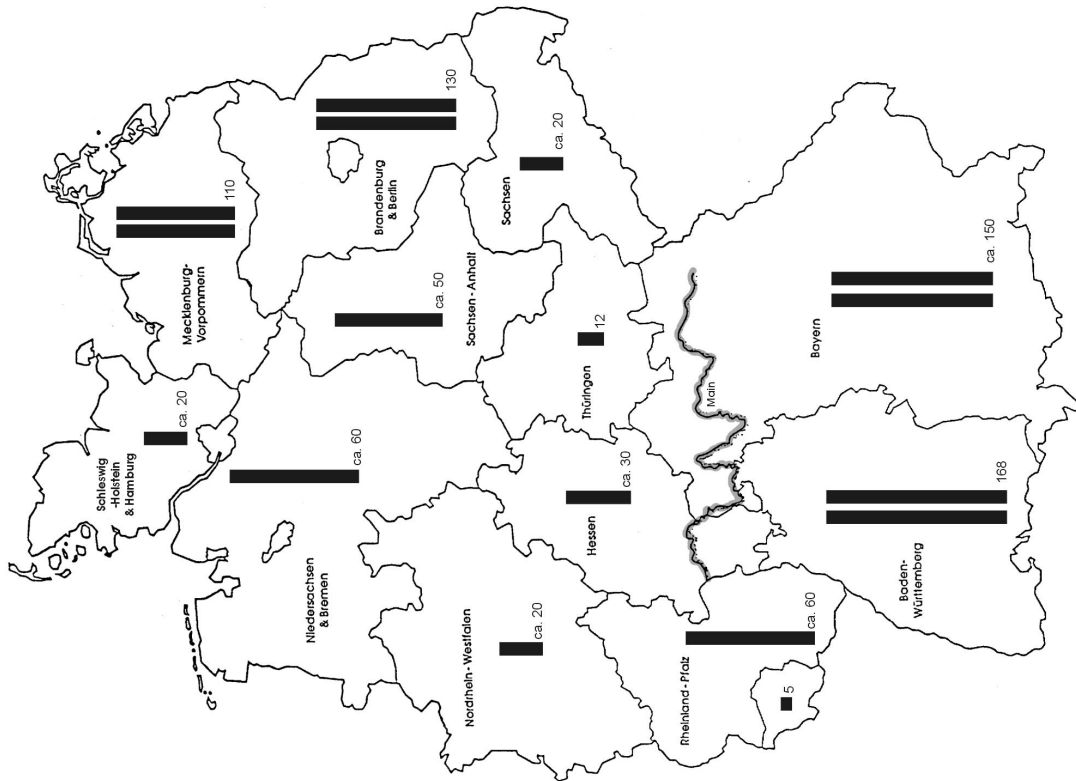 Schleswig
-Holstein
& Hamburg
ca. 20
Mecklenburg-
Vorpommern
110
Niedersachsen
& Bremen
ca. 60
Brandenburg
& Berlin
130
Sachsen-Anhalt
ca. 50
Sachsen
ca. 20
Nordrhein-Westfalen
ca. 20
Hessen
ca. 30
Thüringen
12
Rheinland-Pfalz
ca. 60
5
Main
Baden-
Württemberg
168
Bayern
ca. 150